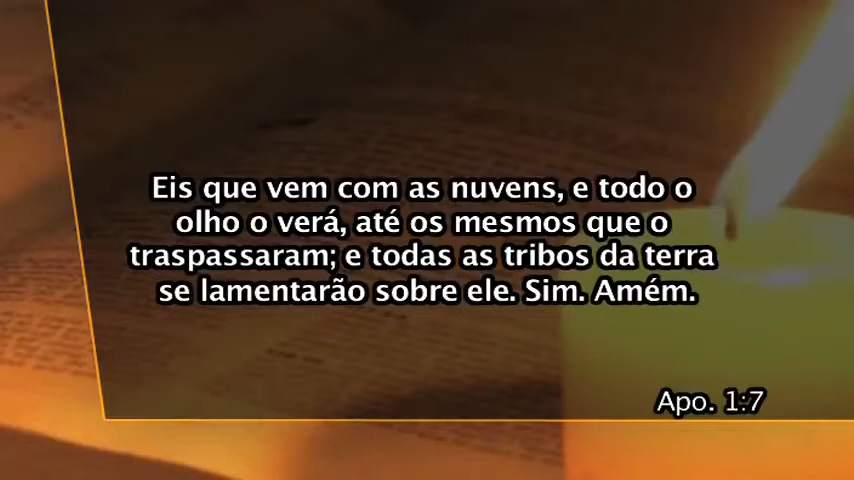 Eis que vem com as nuvens, e todo o
olho o verá, até os mesmos que o
traspassaram; e todas as tribos da terra
se lamentarão sobre ele. Sim. Amém.
Apo. 1:7